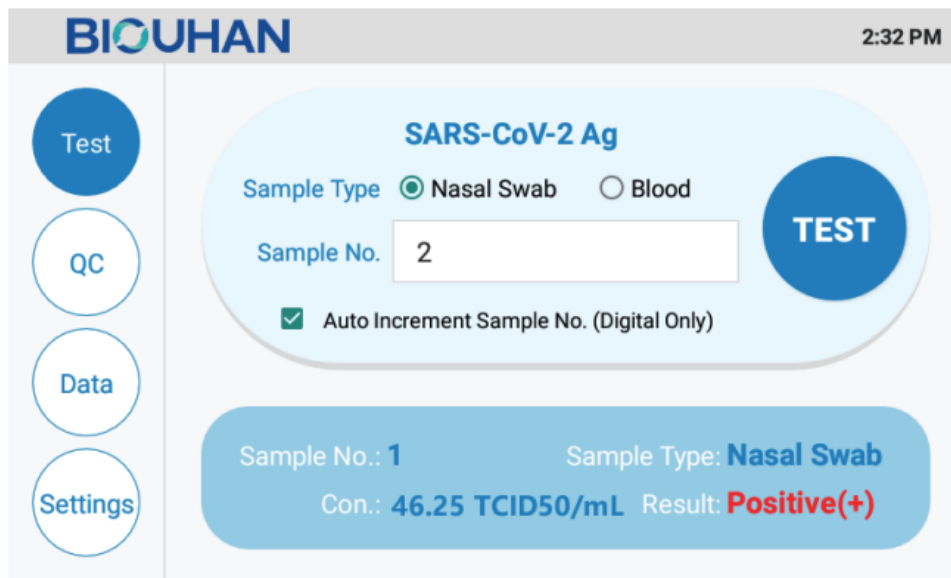 BIOUHAN
2:32 PM
Test
QC
Data
Settings
SARS-CoV-2 Ag
Sample Type Nasal Swab Blood
Sample No. 2
Auto Increment Sample No. (Digital Only)
TEST
Sample No.: 1 Sample Type: Nasal Swab
Con.: 46.25 TCID50/mL Result: Positive(+)